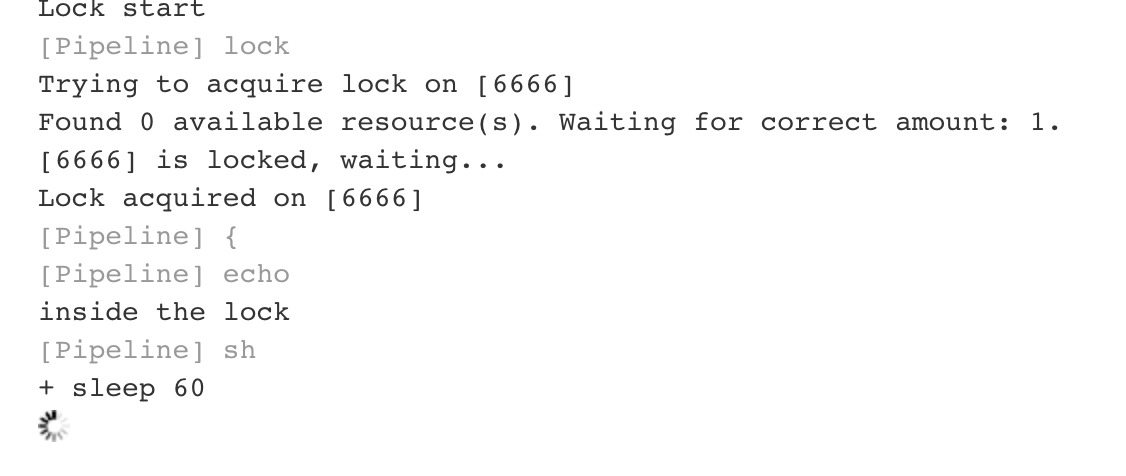 Lock start
[Pipeline] lock
Trying to acquire lock on [6666]
Found 0 available resource(s). Waiting for correct amount: 1.
[6666] is locked, waiting...
Lock acquired on [6666]
[Pipeline] {
[Pipeline] echo
inside the lock
[Pipeline] sh
+ sleep 60